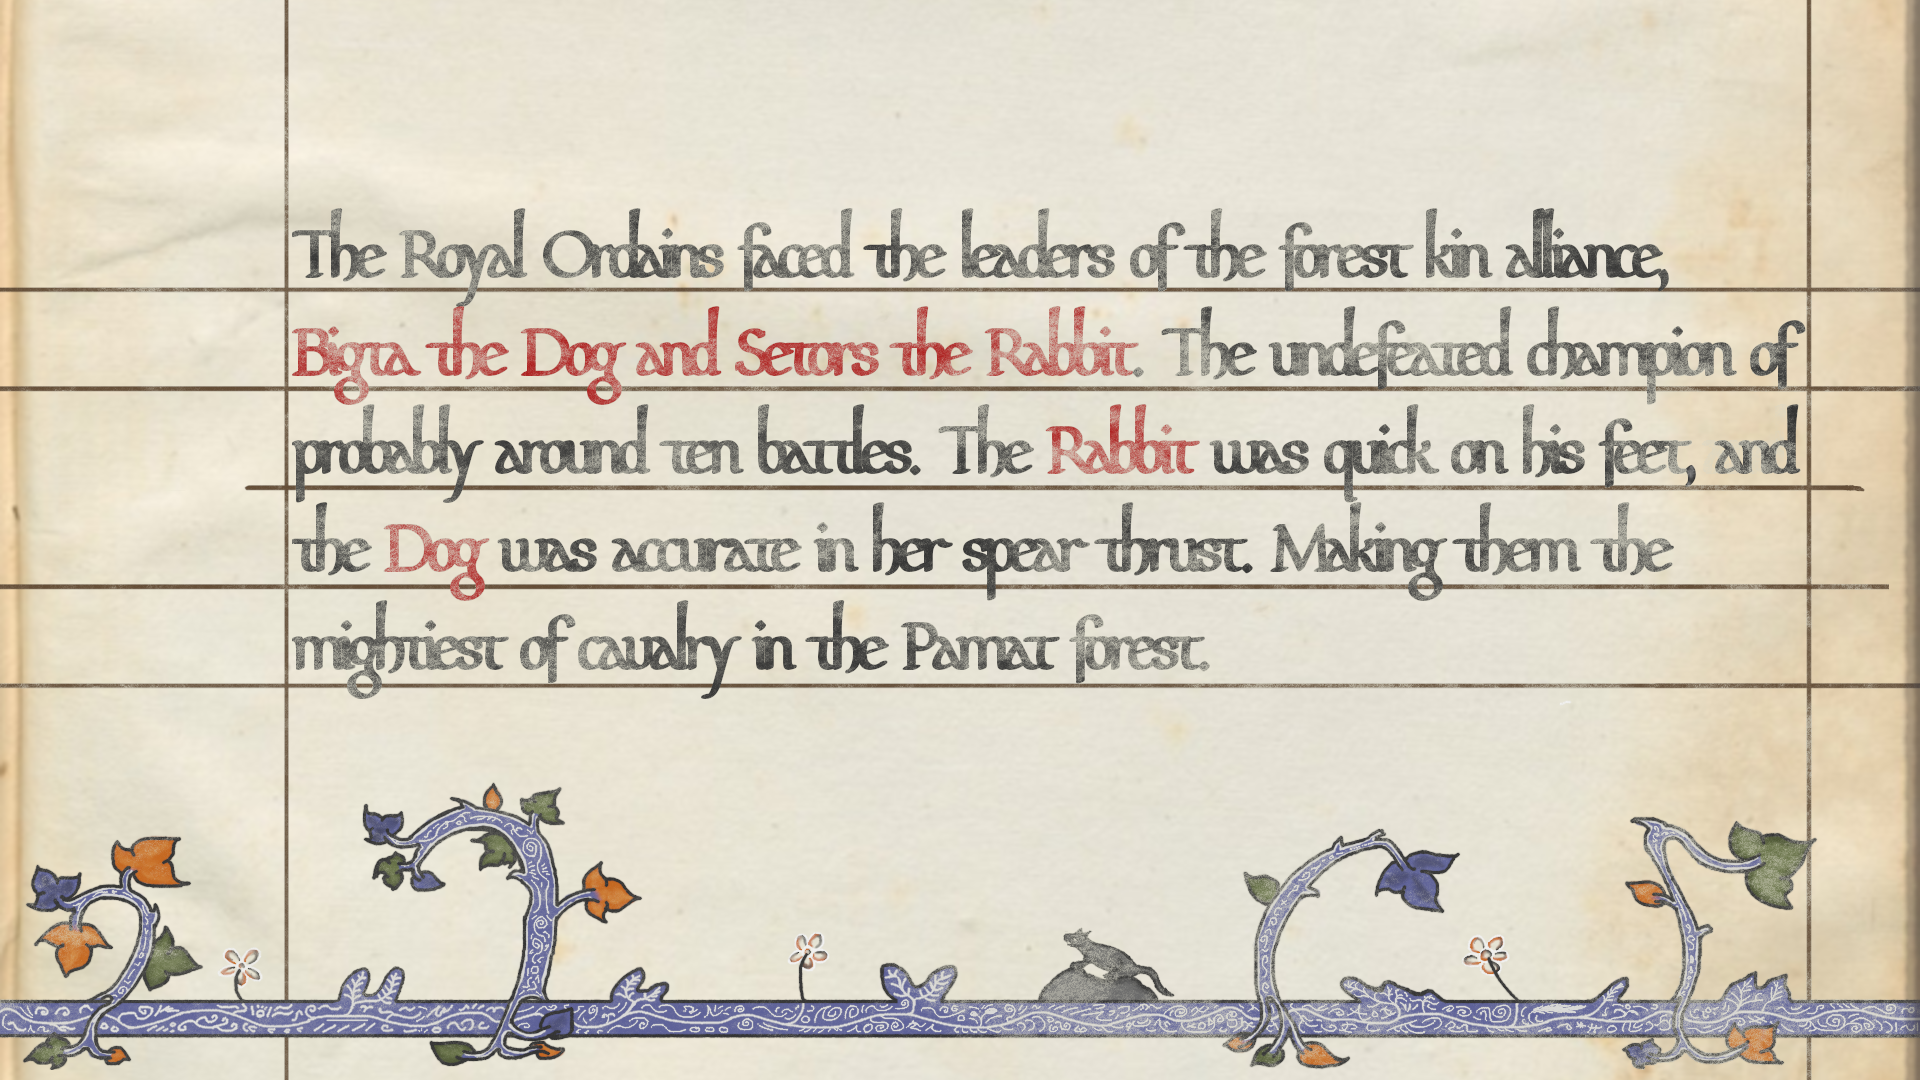 The Royal Ordains faced the leaders of the forest kin alliance,
Bigta the Dog and Setors the Rabbit. The undefeated champion of
probably around ten battles. The Rabbit was quick on his feet, and
the Dog was accurate in her spear thrust. Making them the
mightiest of cavalry in the Pamat forest.